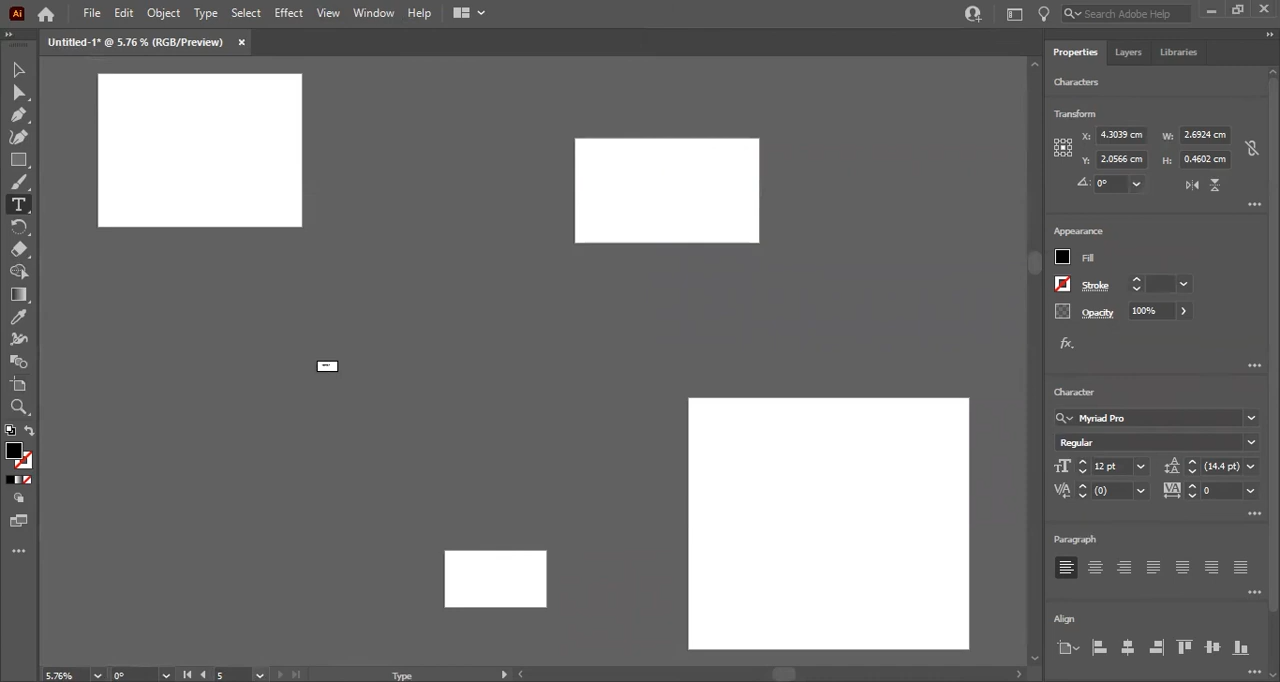 Ai File Edit Object Type Select Effect View Window Help Search Adobe Help
Untitled-1* @ 5.76 % (RGB/Preview) ×
Properties Layers Libraries
Characters
Transform
X: 4.3039 cm W: 2.6924 cm
Y: 2.0566 cm H: 0.4602 cm
0°
Appearance
Fill
Stroke
Opacity 100%
fx.
Character
Myriad Pro
Regular
12 pt (14.4 pt)
(0) 0
Paragraph
Align
5.76% 0° 5 Type